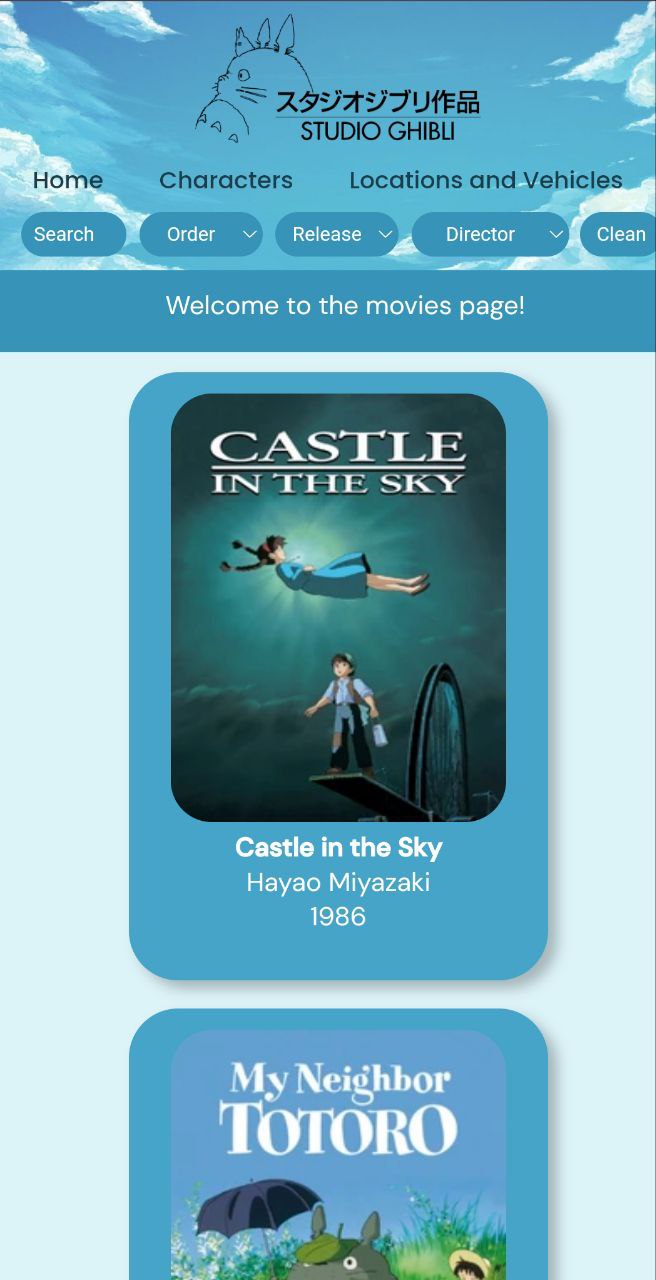 スタジオジブリ作品
STUDIO GHIBLI
Home Characters Locations and Vehicles
Search Order Release Director Clean
Welcome to the movies page!
CASTLE
IN THE SKY
Castle in the Sky
Hayao Miyazaki
1986
My Neighbor
TOTORO